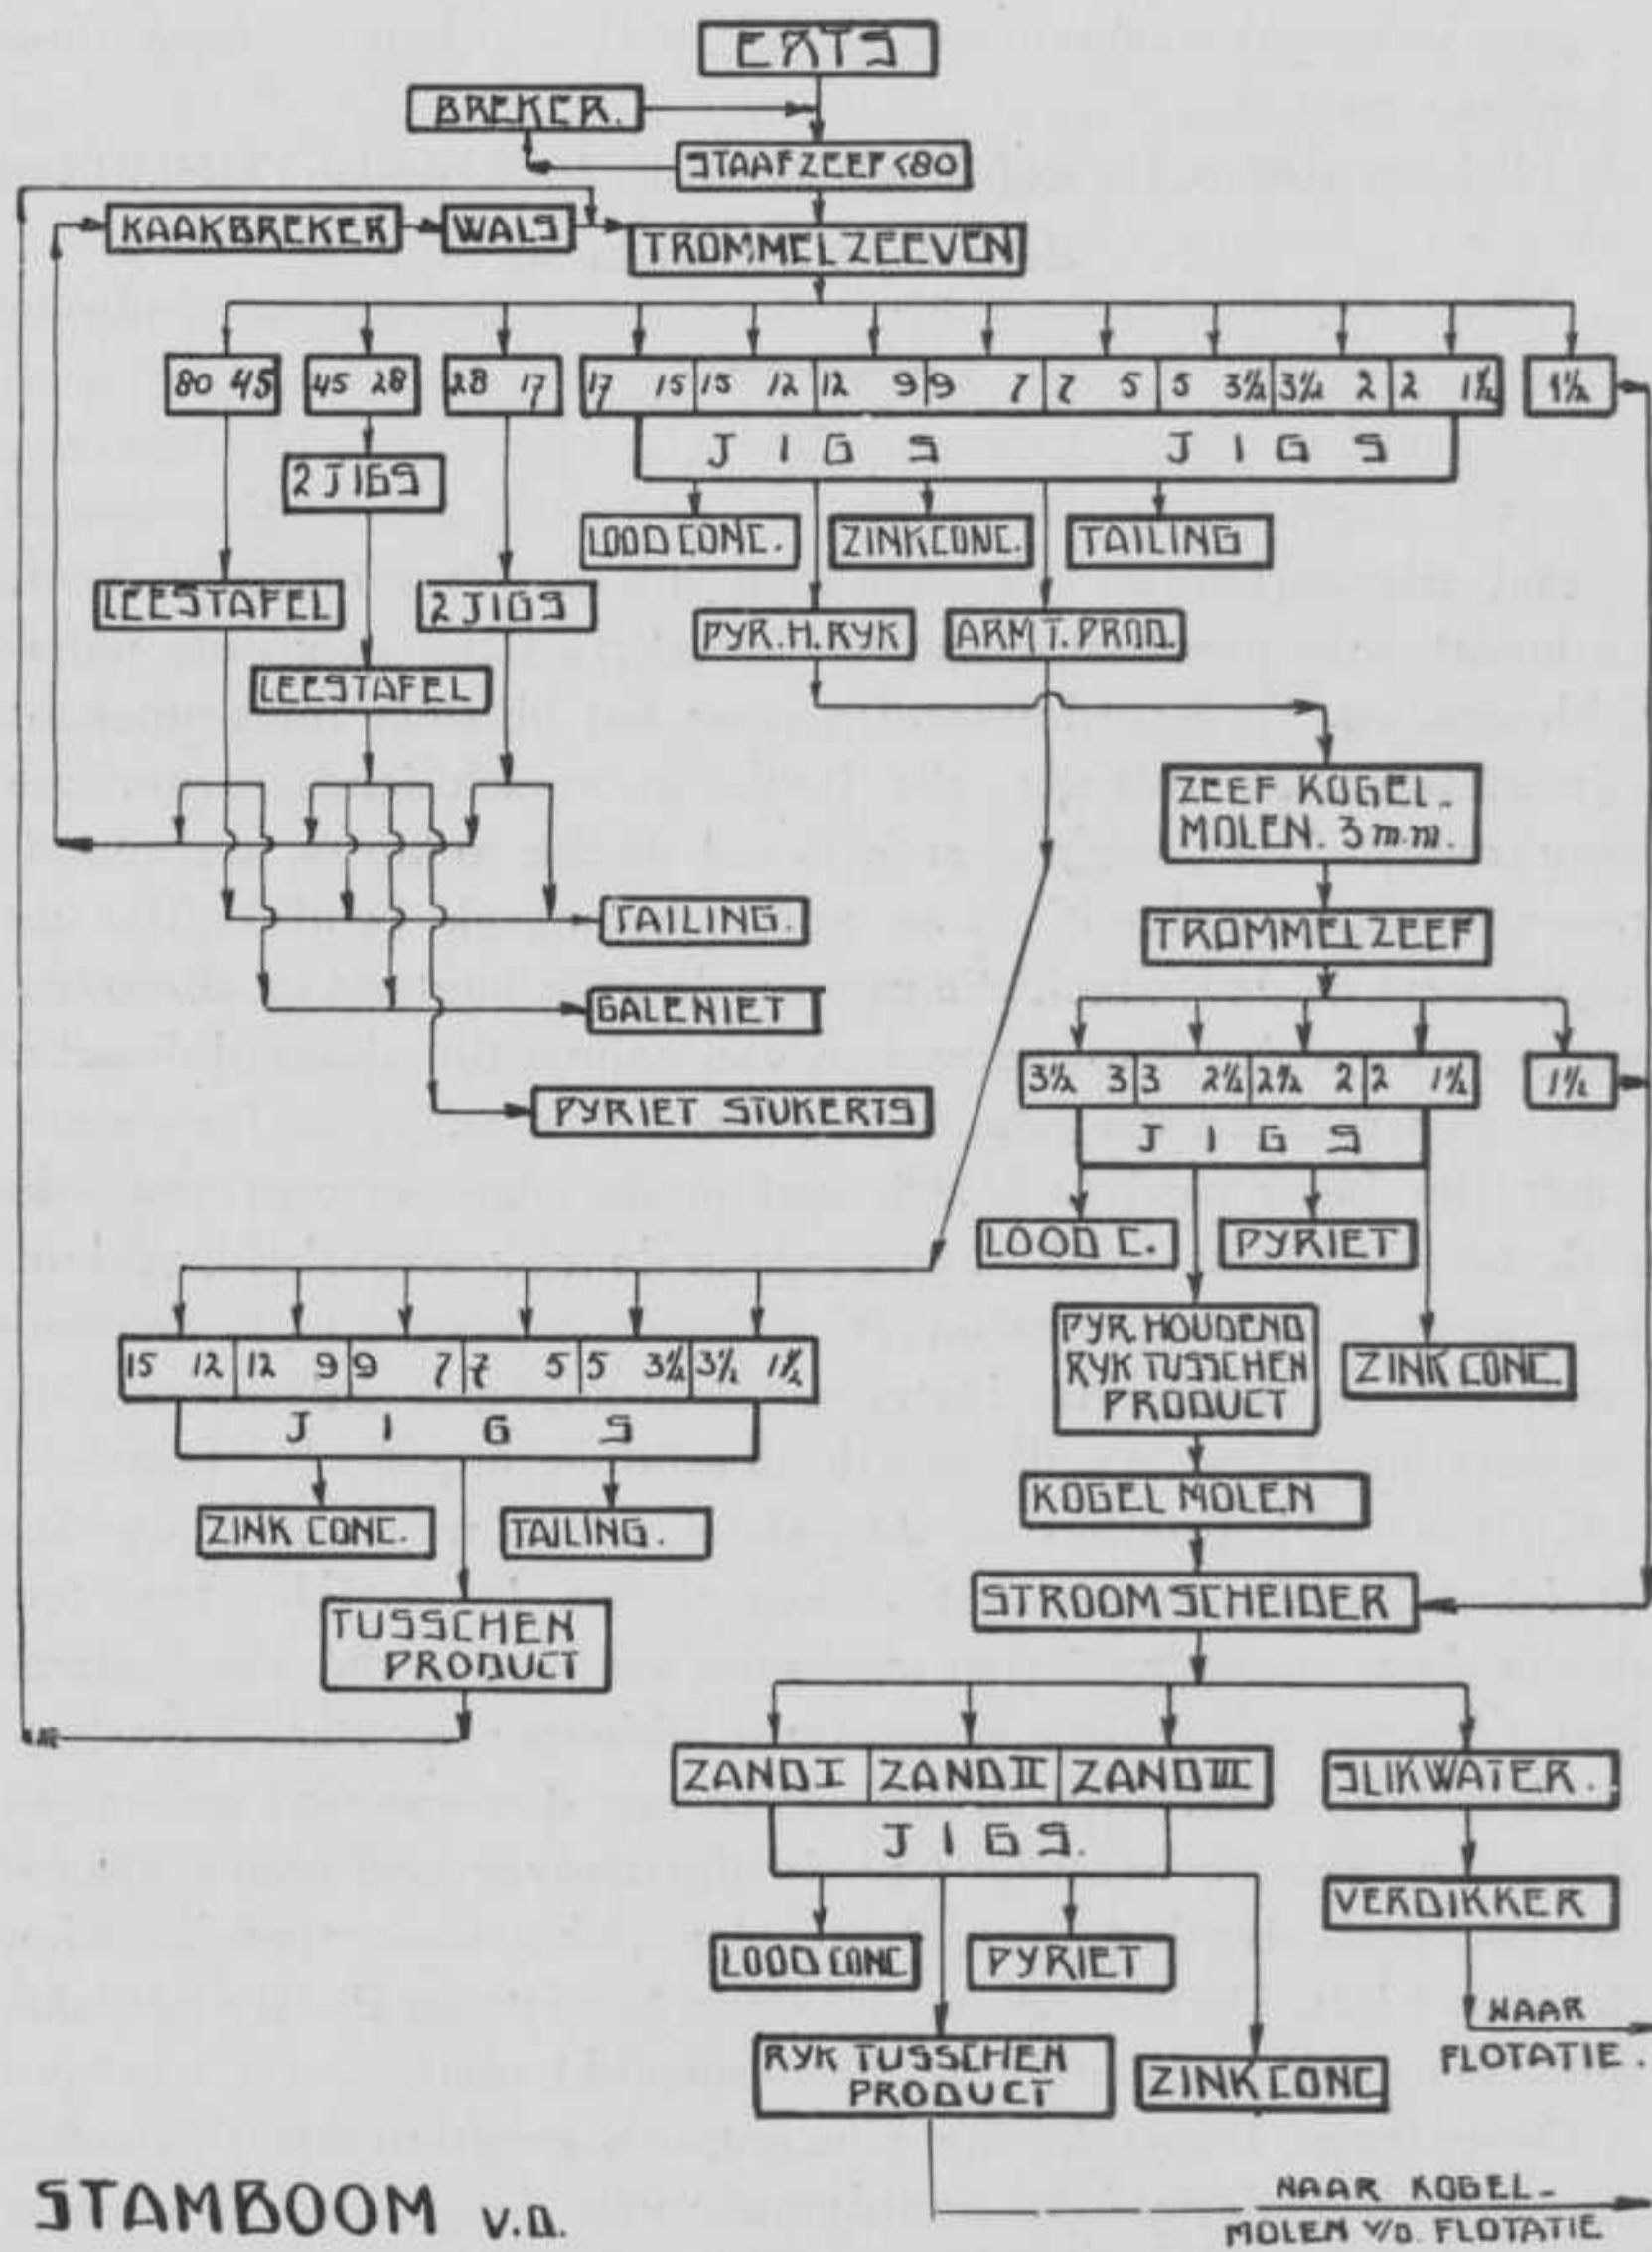 ERTS
BREKER.
STAAFZEEF<80
KAAKBREKER
WALS
TROMMELZEEVEN
80 45
45 28
28 17
17 15
15 12
12 9
9 7
7 5
5 3½
3½ 2
2 1½
1½
JIGS JIGS
2 JIGS
LOOD CONC.
ZINK CONC.
TAILING
LEESTAFEL
2 JIGS
PYR. H. RYK
ARM T. PROD.
LEESTAFEL
ZEEF KOGEL-
MOLEN. 3 m.m.
TAILING.
TROMMELZEEF
GALENIET
3½ 3
3 2½
2½ 2
2 1½
1½
PYRIET STUKERTS
JIGS
LOOD C.
PYRIET
PYR. HOUDEND
RYK TUSSCHEN
PRODUCT
ZINK CONC.
15 12
12 9
9 7
7 5
5 3½
3½ 1½
JIGS
KOGEL MOLEN
ZINK CONC.
TAILING.
STROOMSCHEIDER
TUSSCHEN
PRODUCT
ZAND I
ZAND II
ZAND III
SLIKWATER.
JIGS.
VERDIKKER
LOOD CONC
PYRIET
NAAR
FLOTATIE.
RYK TUSSCHEN
PRODUCT
ZINK CONC
NAAR KOGEL-
MOLEN V/D. FLOTATIE
STAMBOOM V.D.